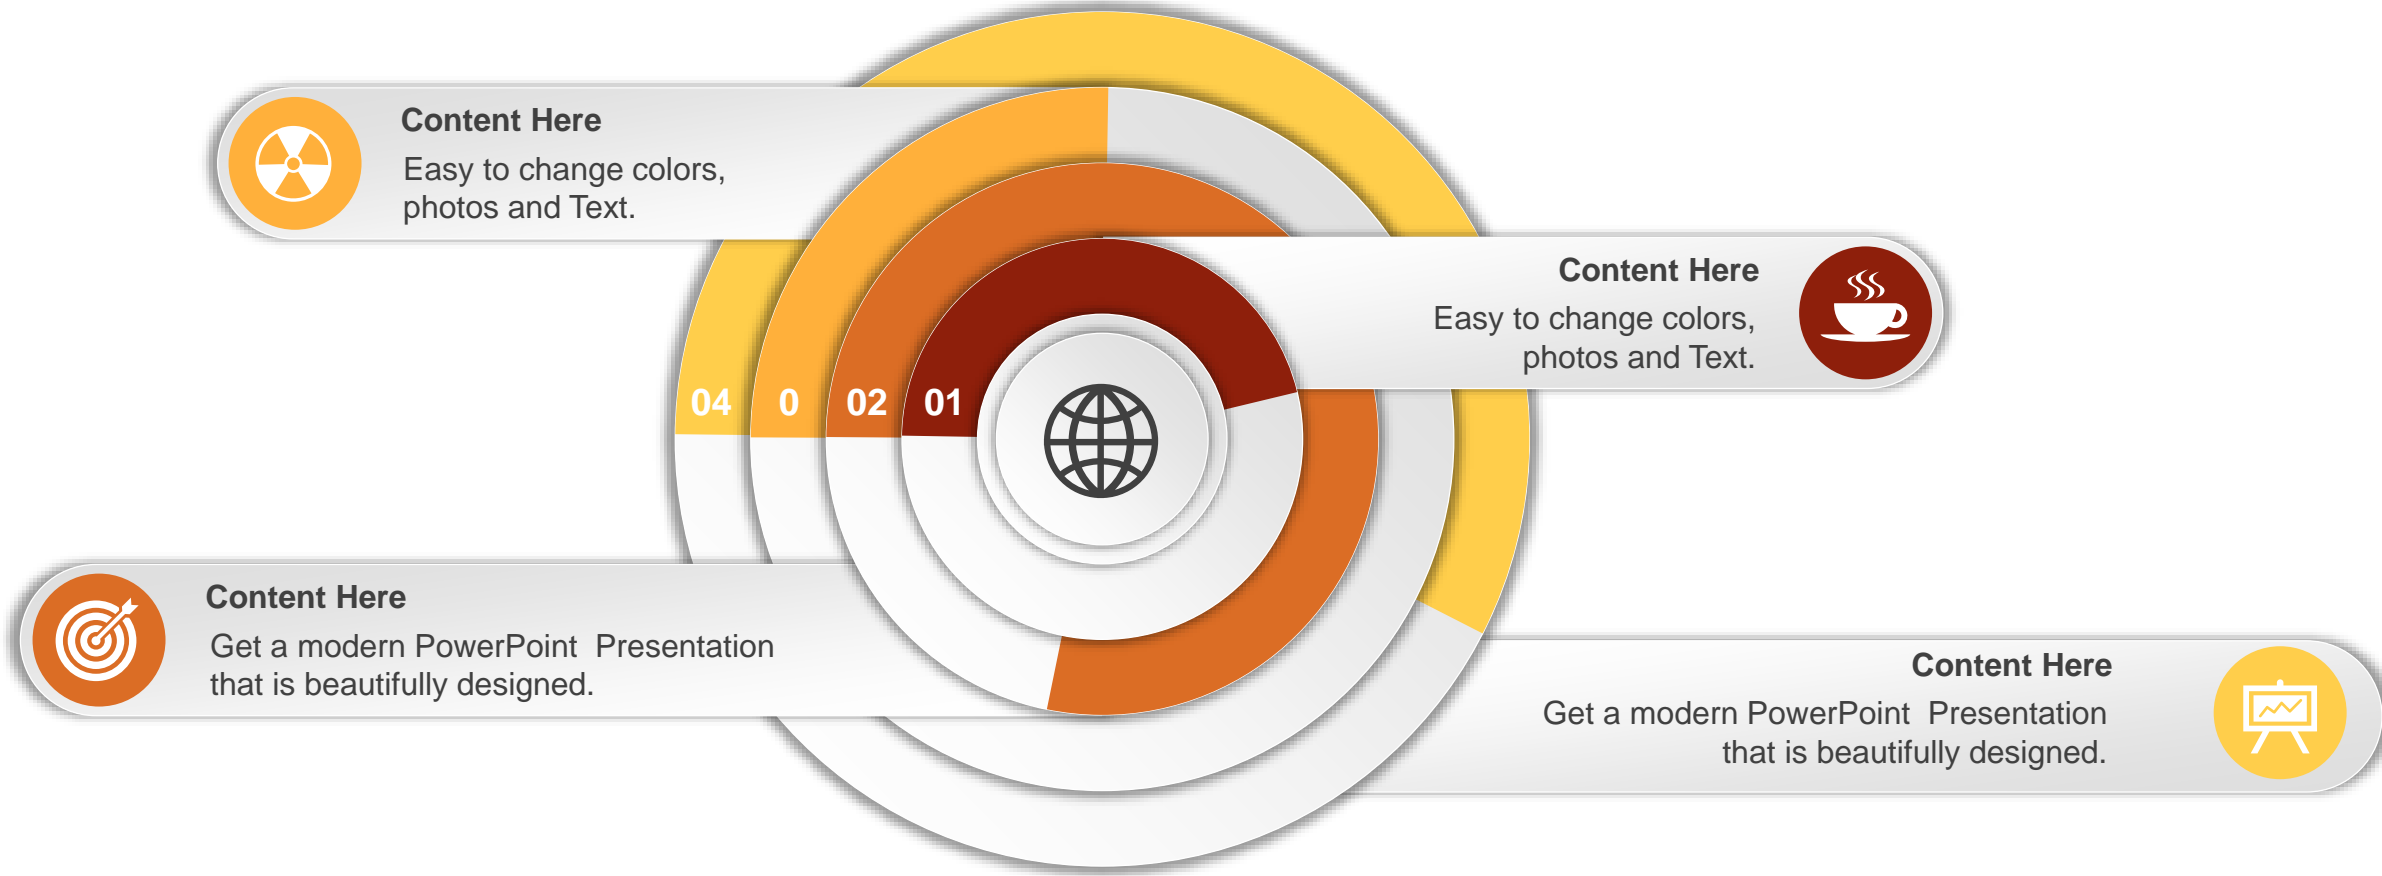 Content Here
Easy to change colors,
photos and Text.
Content Here
Easy to change colors,
photos and Text.
04 0 02 01
Content Here
Get a modern PowerPoint  Presentation
that is beautifully designed.
Content Here
Get a modern PowerPoint  Presentation
that is beautifully designed.